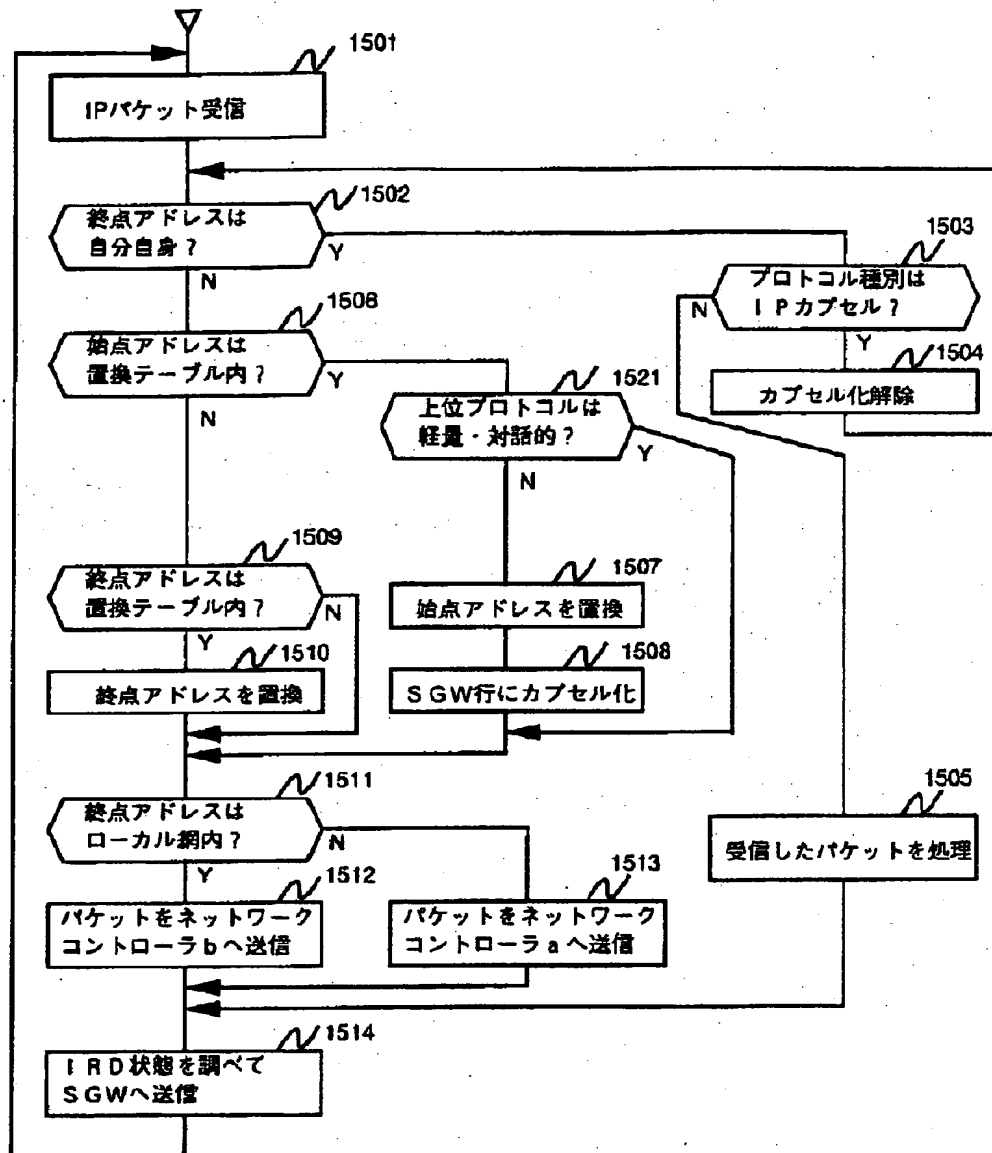 1501
IPパケット受信
1502
終点アドレスは
自分自身?
Y
N
1503
プロトコル種別は
IPカプセル?
N
Y
1504
カプセル化解除
1506
始点アドレスは
置換テーブル内?
Y
N
1521
上位プロトコルは
軽量・対話的?
Y
N
1509
終点アドレスは
置換テーブル内?
N
Y
1507
始点アドレスを置換
1510
終点アドレスを置換
1508
SGW行にカプセル化
1511
終点アドレスは
ローカル網内?
N
Y
1505
受信したパケットを処理
1512
パケットをネットワーク
コントローラbへ送信
1513
パケットをネットワーク
コントローラaへ送信
1514
IRD状態を調べて
SGWへ送信